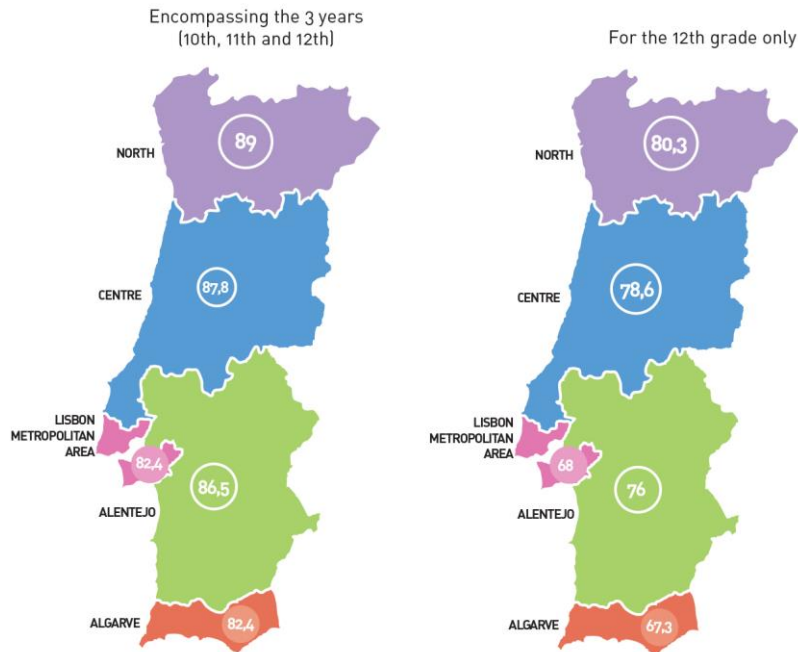 Encompassing the 3 years
(10th, 11th and 12th)
NORTH
89
CENTRE
87,8
LISBON
METROPOLITAN
AREA
82,4
ALENTEJO
86,5
ALGARVE
82,4
For the 12th grade only
NORTH
80,3
CENTRE
78,6
LISBON
METROPOLITAN
AREA
68
ALENTEJO
76
ALGARVE
67,3